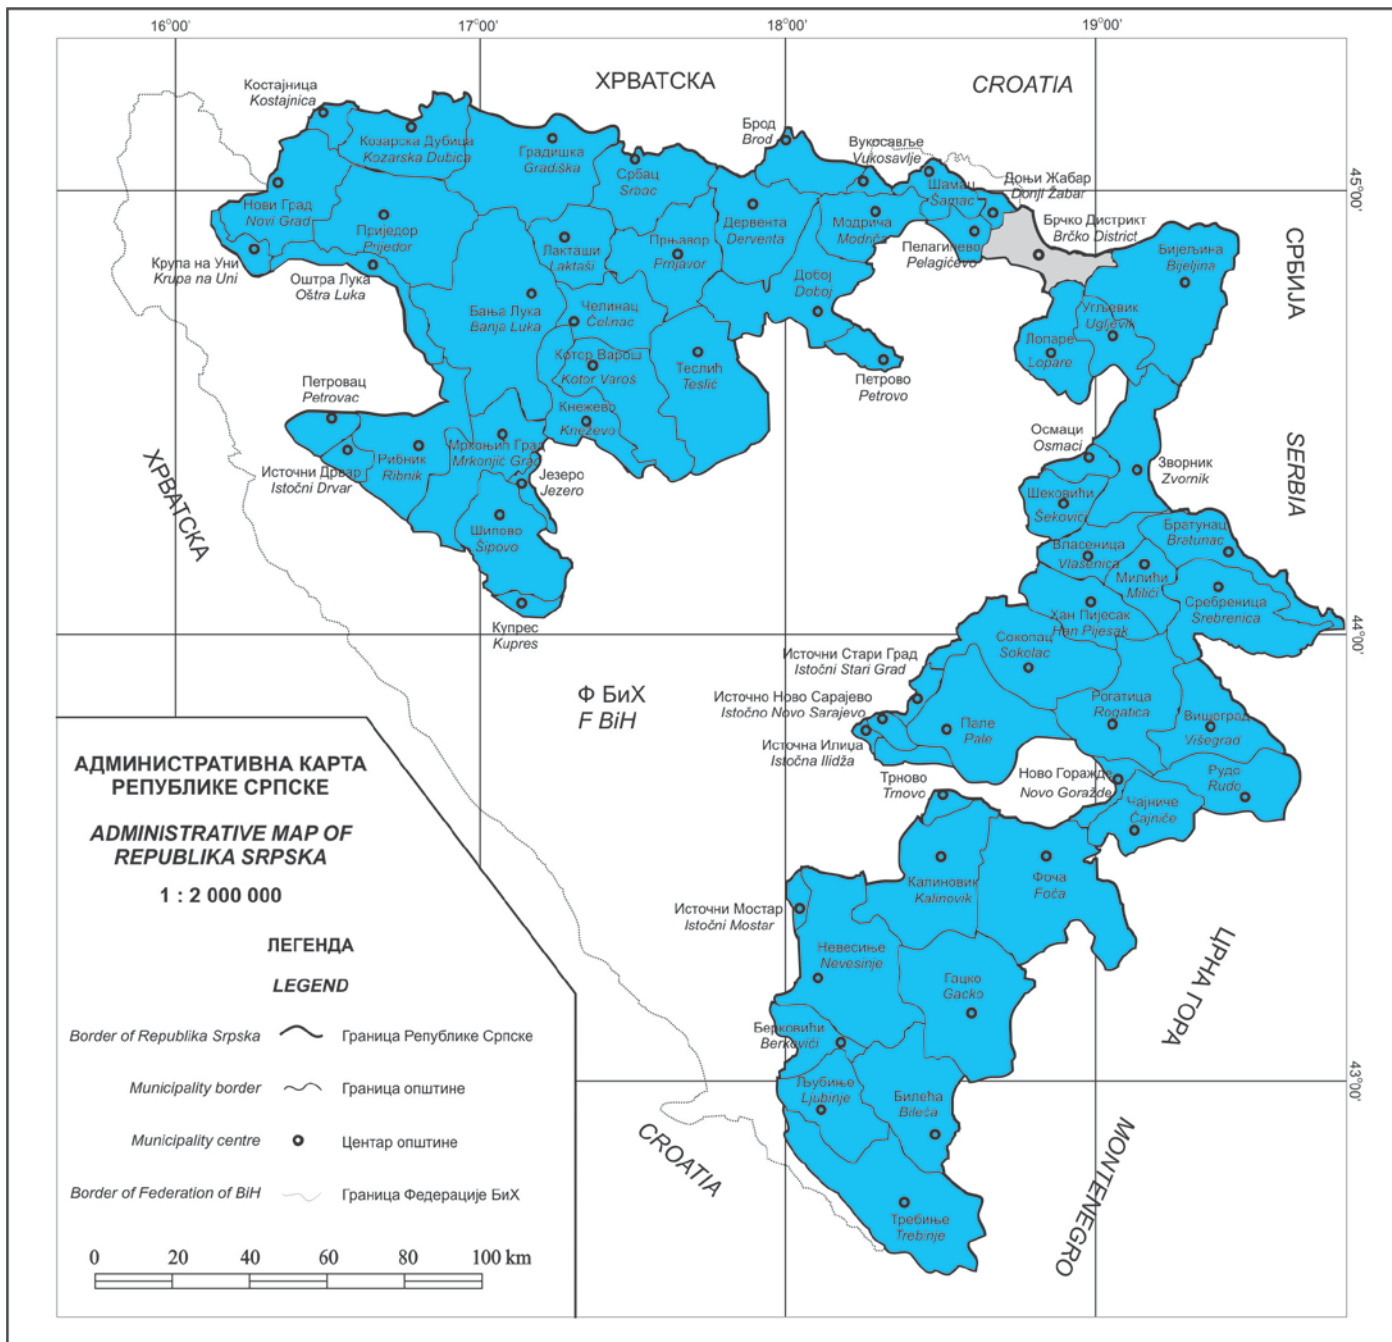 16°00'
17°00'
18°00'
19°00'
ХРВАТСКА
CROATIA
Костајница
Kostajnica
Козарска Дубица
Kozarska Dubica
Градишка
Gradiška
Србац
Srbac
Брод
Brod
Вукосавље
Vukosavlje
Шамац
Šamac
Доњи Жабар
Donji Žabar
45°00'
Нови Град
Novi Grad
Приједор
Prijedor
Дервента
Derventa
Модрича
Modriča
Пелагићево
Pelagićevo
Брчко Дистрикт
Brčko District
Бијељина
Bijeljina
СРБИЈА
Крупа на Уни
Krupa na Uni
Оштра Лука
Oštra Luka
Лакташи
Laktaši
Прњавор
Prnjavor
Добој
Doboj
Бања Лука
Banja Luka
Челинац
Čelinac
Угљевик
Ugljevik
Лопаре
Lopare
Котор Варош
Kotor Varoš
Теслић
Teslić
Петрово
Petrovo
Петровац
Petrovac
Кнежево
Kneževo
Осмаци
Osmaci
Зворник
Zvornik
SERBIA
Источни Дрвар
Istočni Drvar
Рибник
Ribnik
Мркоњић Град
Mrkonjić Grad
Језеро
Jezero
ХРВАТСКА
Шипово
Šipovo
Шековићи
Šekovići
Братунац
Bratunac
Власеница
Vlasenica
Милићи
Milići
Сребреница
Srebrenica
Купрес
Kupres
Хан Пијесак
Han Pijesak
44°00'
Соколац
Sokolac
Источни Стари Град
Istočni Stari Grad
Ф БиХ
F BiH
Источно Ново Сарајево
Istočno Novo Sarajevo
Рогатица
Rogatica
Вишеград
Višegrad
Пале
Pale
Источна Илиџа
Istočna Ilidža
Трново
Trnovo
Ново Горажде
Novo Goražde
Рудо
Rudo
Чајниче
Čajniče
Калиновик
Kalinovik
Фоча
Foča
Источни Мостар
Istočni Mostar
Невесиње
Nevesinje
Гацко
Gacko
ЦРНА ГОРА
Берковићи
Berkovići
43°00'
Љубиње
Ljubinje
Билећа
Bileća
CROATIA
MONTENEGRO
Требиње
Trebinje
АДМИНИСТРАТИВНА КАРТА
РЕПУБЛИКЕ СРПСКЕ
ADMINISTRATIVE MAP OF
REPUBLIKA SRPSKA
1 : 2 000 000
ЛЕГЕНДА
LEGEND
Border of Republika Srpska Граница Републике Српске
Municipality border Граница општине
Municipality centre Центар општине
Border of Federation of BiH Граница Федерације БиХ
0 20 40 60 80 100 km